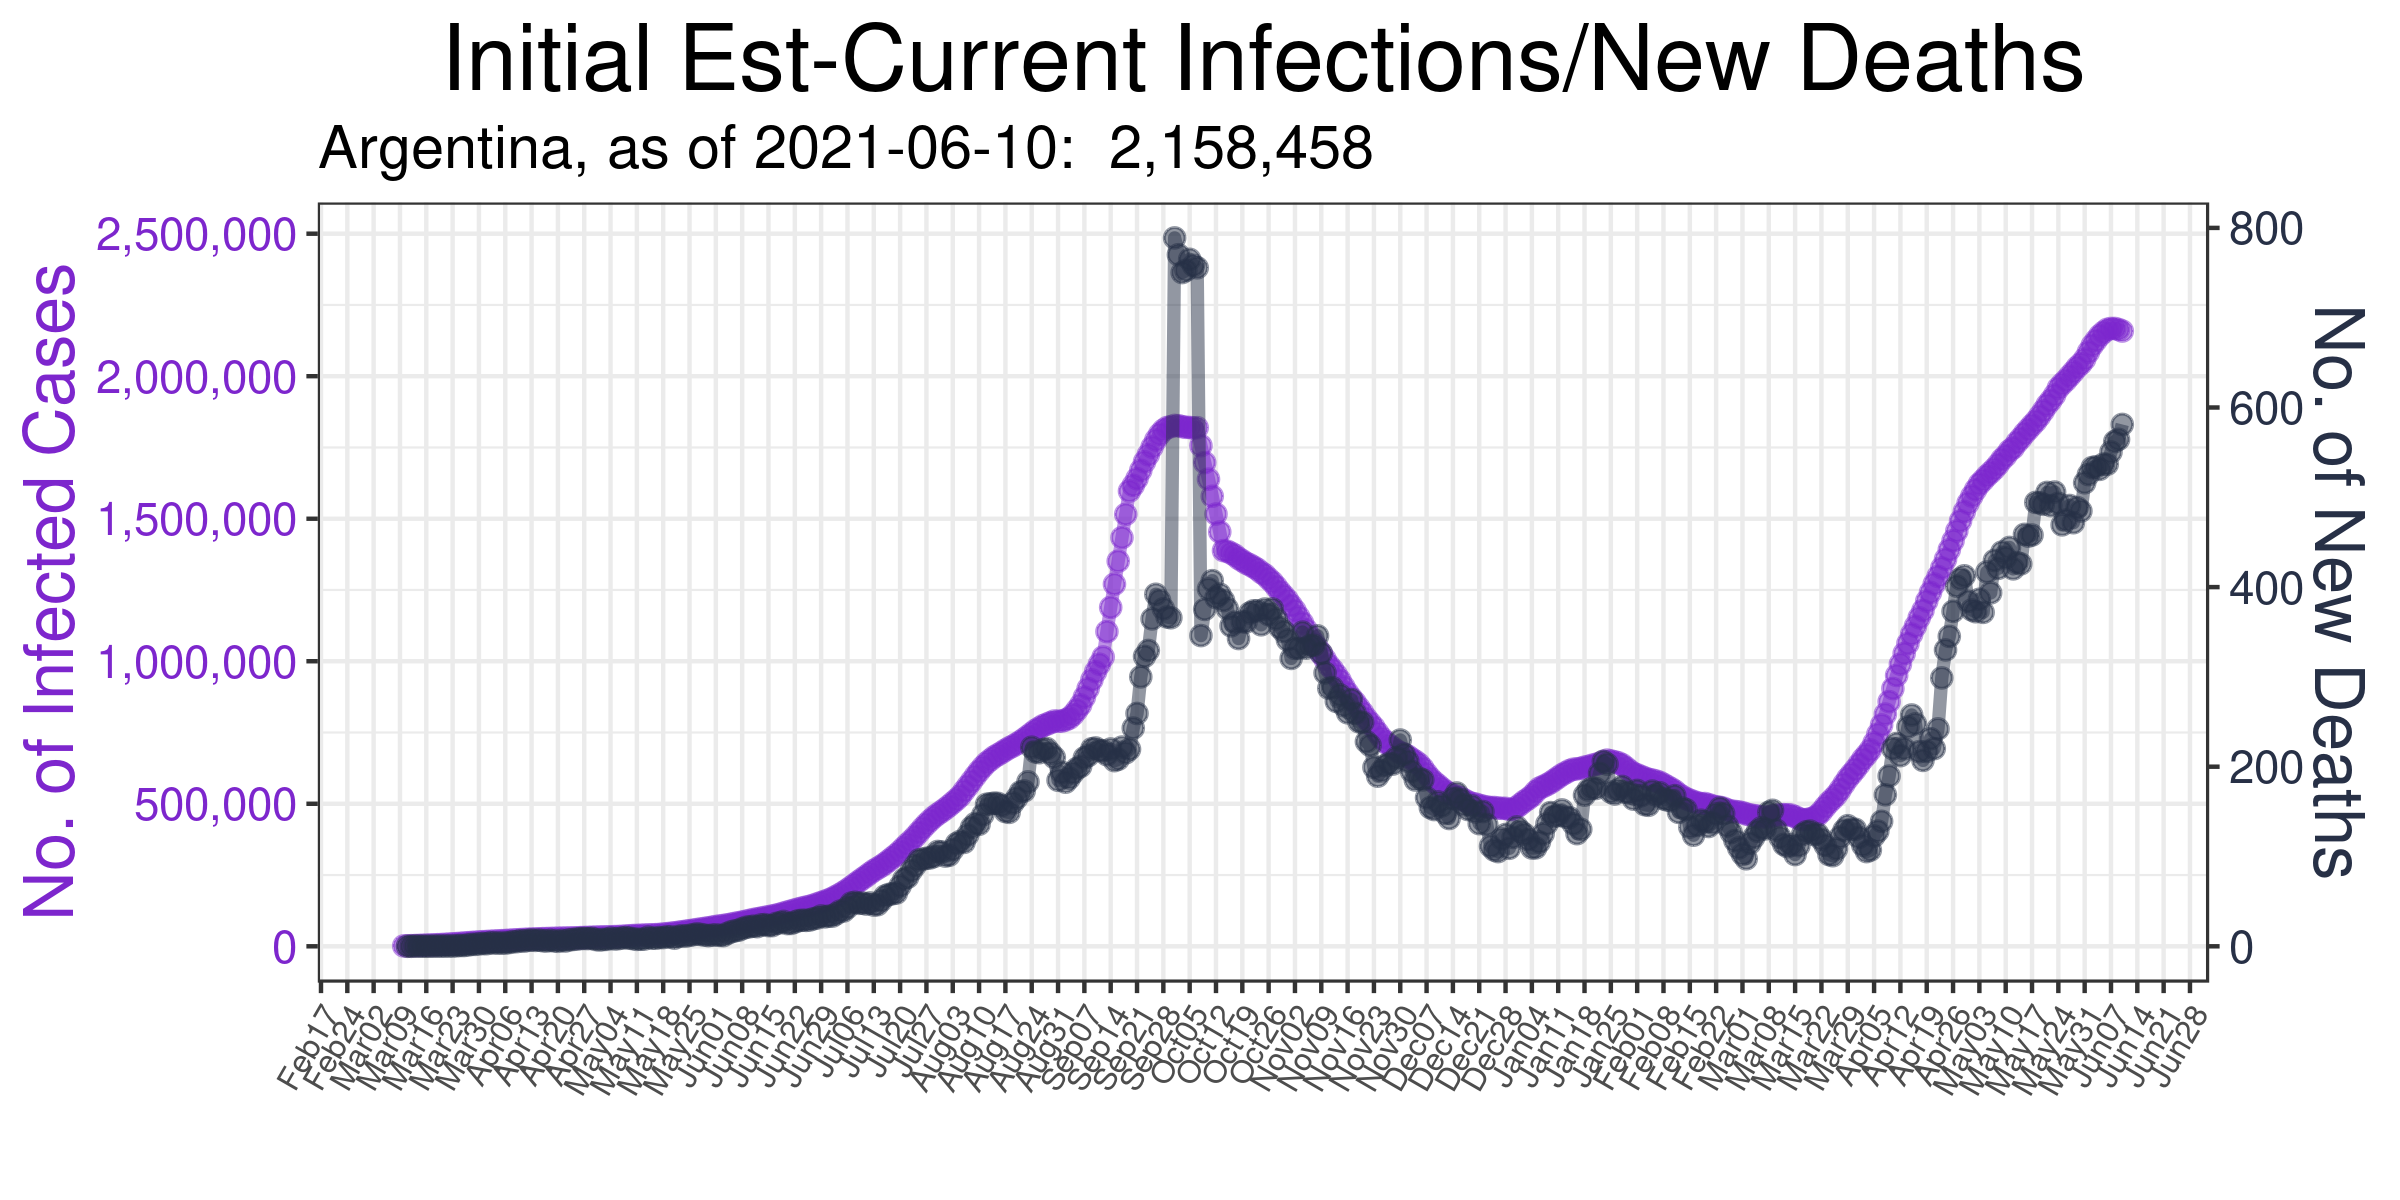 Initial Est-Current Infections/New Deaths
Argentina, as of 2021-06-10:  2,158,458
No. of Infected Cases
2,500,000
2,000,000
1,500,000
1,000,000
500,000
0
800
600
400
200
0
No. of New Deaths
Feb17
Feb24
Mar02
Mar09
Mar16
Mar23
Mar30
Apr06
Apr13
Apr20
Apr27
May04
May11
May18
May25
Jun01
Jun08
Jun15
Jun22
Jun29
Jul06
Jul13
Jul20
Jul27
Aug03
Aug10
Aug17
Aug24
Aug31
Sep07
Sep14
Sep21
Sep28
Oct05
Oct12
Oct19
Oct26
Nov02
Nov09
Nov16
Nov23
Nov30
Dec07
Dec14
Dec21
Dec28
Jan04
Jan11
Jan18
Jan25
Feb01
Feb08
Feb15
Feb22
Mar01
Mar08
Mar15
Mar22
Mar29
Apr05
Apr12
Apr19
Apr26
May03
May10
May17
May24
May31
Jun07
Jun14
Jun21
Jun28